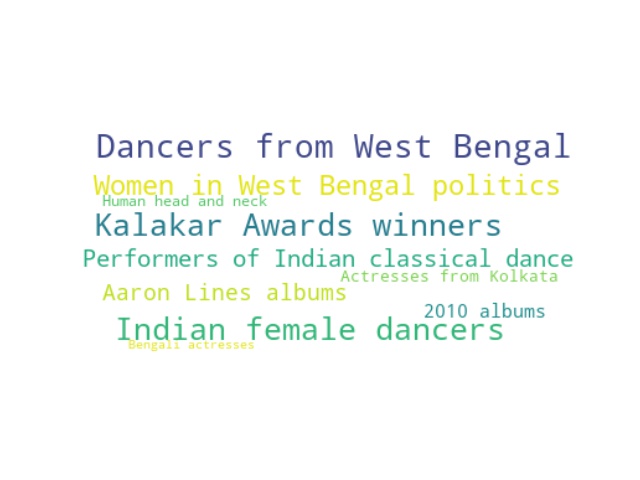 Dancers from West Bengal
Women in West Bengal politics
Human head and neck
Kalakar Awards winners
Performers of Indian classical dance
Actresses from Kolkata
Aaron Lines albums
2010 albums
Indian female dancers
Bengali actresses